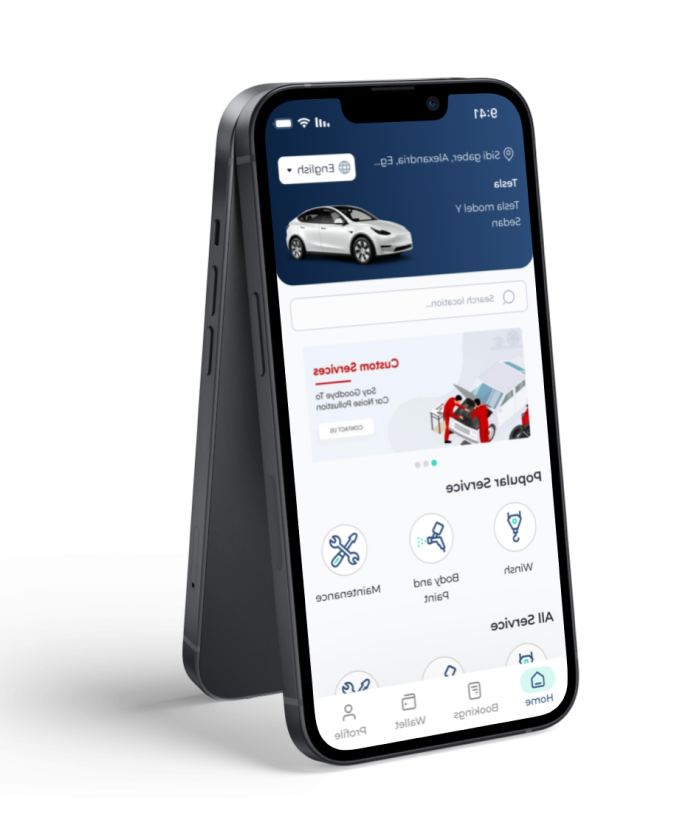 9:41
Sidi gaber, Alexandria, Eg...
English
Tesla
Tesla model Y
Sedan
Search location...
Custom Services
Say Goodbye To
Car Noise Pollustion
CONTACT US
Popular Service
Winsh
Body and
Paint
Maintenance
All Service
Home
Bookings
Wallet
Profile